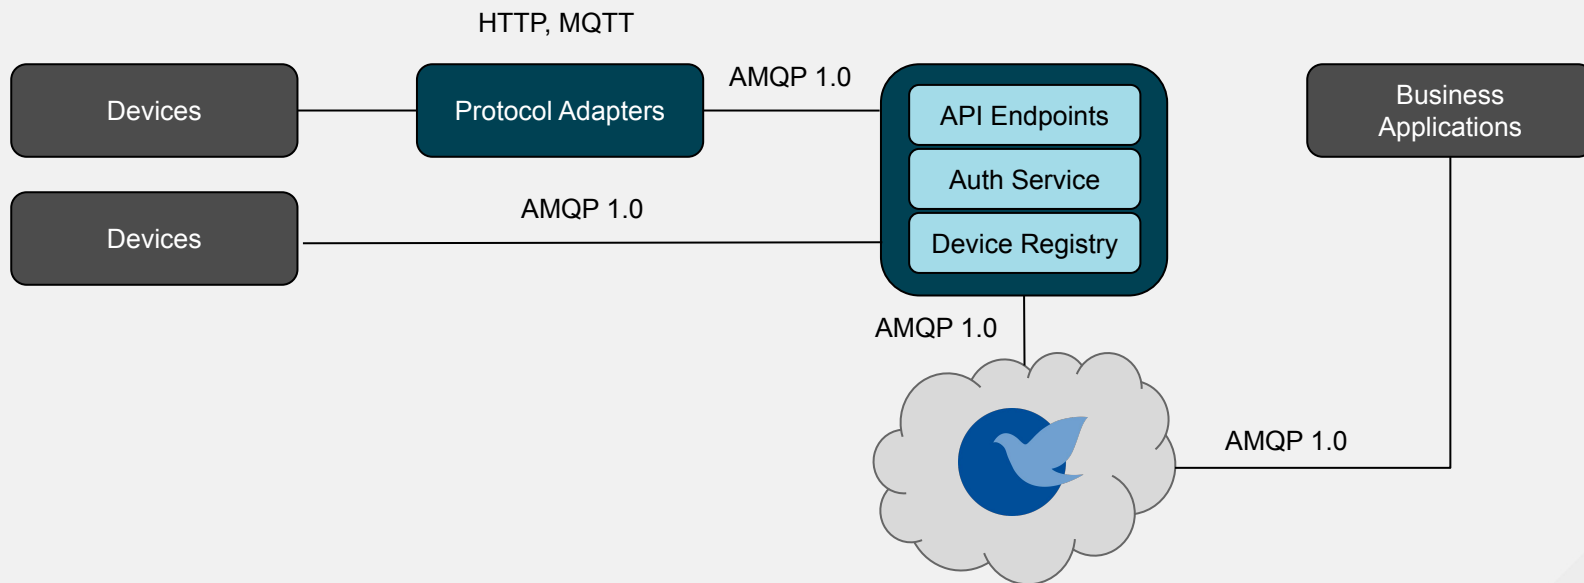 HTTP, MQTT
Devices
Protocol Adapters
AMQP 1.0
API Endpoints
Auth Service
Device Registry
Business
Applications
Devices
AMQP 1.0
AMQP 1.0
AMQP 1.0